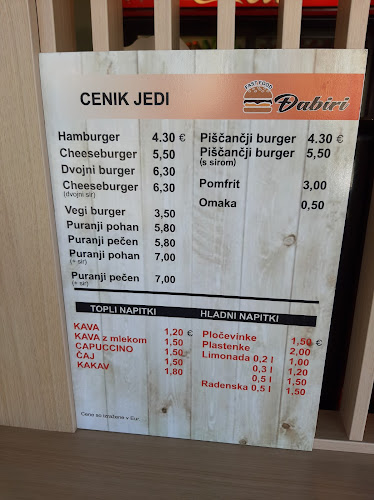 CENIK JEDI
FAST FOOD
Đabiri
Hamburger 4.30 €
Cheeseburger 5,50
Dvojni burger 6,30
Cheeseburger 6,30
(dvojni sir)
Vegi burger 3,50
Puranji pohan 5,80
Puranji pečen 5,80
Puranji pohan 7,00
(+ sir)
Puranji pečen 7,00
(+ sir)
Piščančji burger 4.30 €
Piščančji burger 5,50
(s sirom)
Pomfrit 3,00
Omaka 0,50
TOPLI NAPITKI
KAVA 1,20 €
KAVA z mlekom 1,50
CAPUCCINO 1,50
ČAJ 1,50
KAKAV 1,80
HLADNI NAPITKI
Pločevinke 1,50 €
Plastenke 2,00
Limonada 0,2 l 1,00
0,3 l 1,20
0,5 l 1,50
Radenska 0,5 l 1,50
Cene so izražene v Eur.